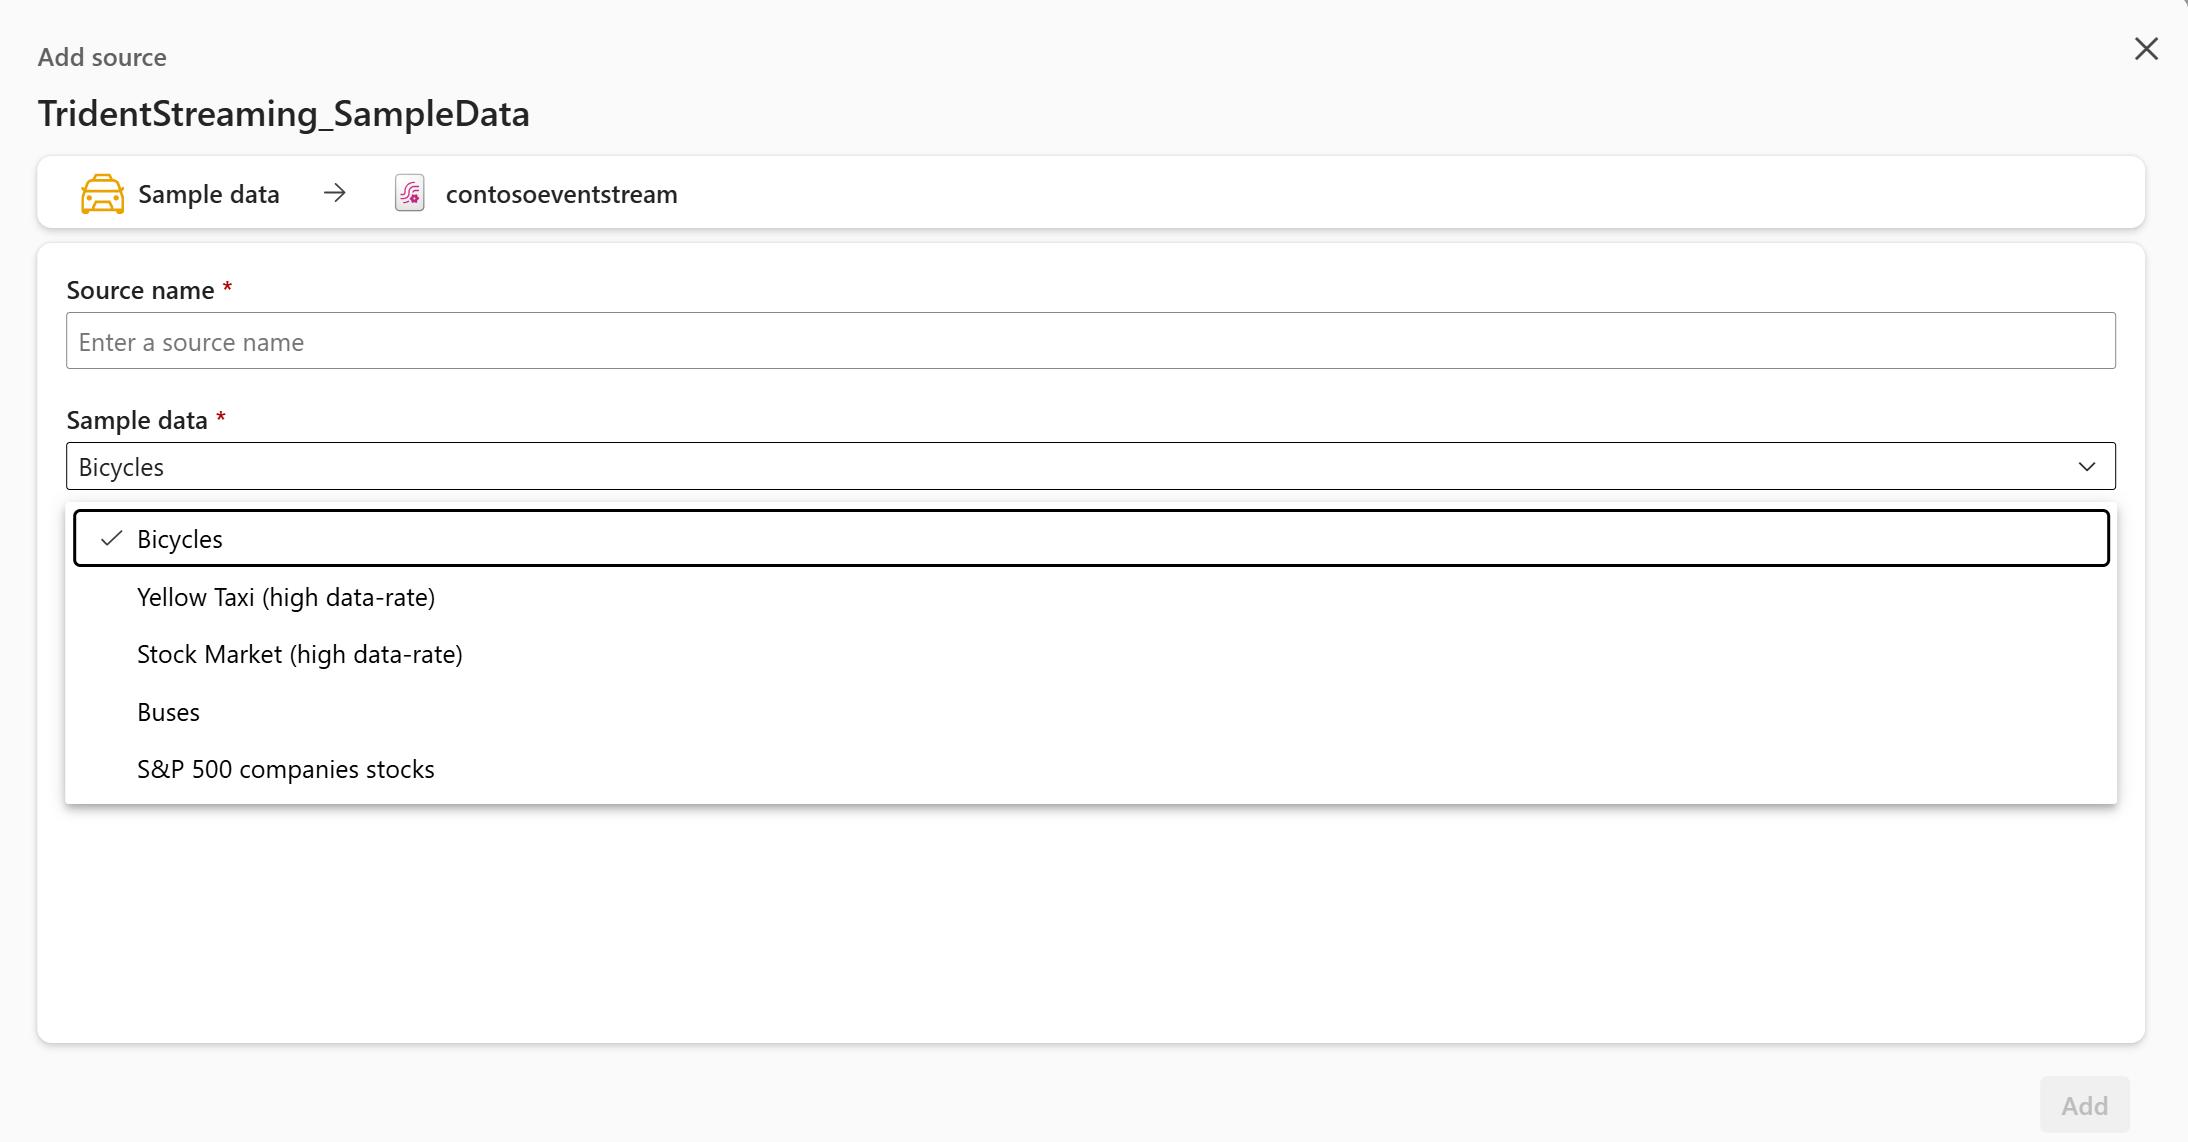 Add source
TridentStreaming_SampleData
Sample data → contosoeventstream
Source name *
Enter a source name
Sample data *
Bicycles
Bicycles
Yellow Taxi (high data-rate)
Stock Market (high data-rate)
Buses
S&P 500 companies stocks
Add